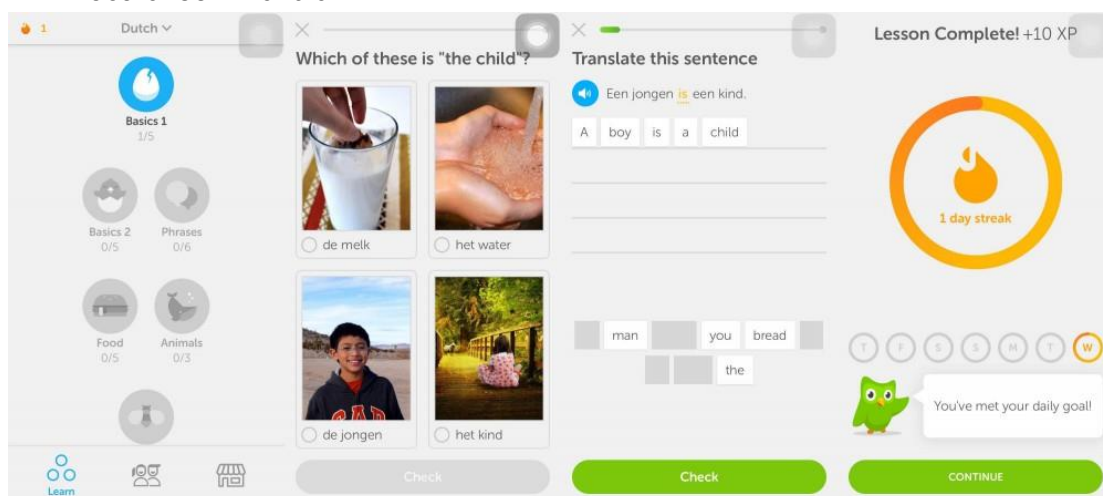 1
Dutch
Basics 1
1/5
Basics 2
0/5
Phrases
0/6
Food
0/5
Animals
0/3
Learn
Which of these is "the child"?
de melk
het water
GAP
de jongen
het kind
Check
Translate this sentence
Een jongen is een kind.
A boy is a child
man you bread
the
Check
Lesson Complete! +10 XP
1 day streak
T F S S M T W
You've met your daily goal!
CONTINUE